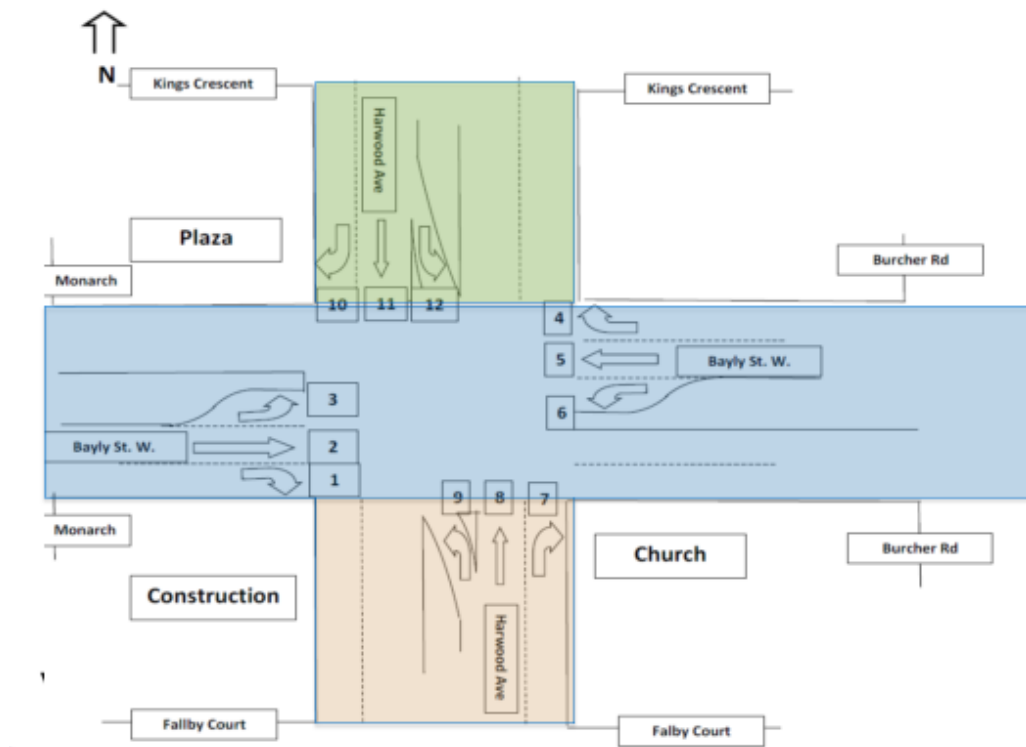 N
Kings Crescent
Kings Crescent
Harwood Ave
Plaza
Burcher Rd
Monarch
10 11 12
4
5
Bayly St. W.
3
6
Bayly St. W.
2
1
9 8 7
Monarch
Church
Burcher Rd
Construction
Harwood Ave
Fallby Court
Falby Court